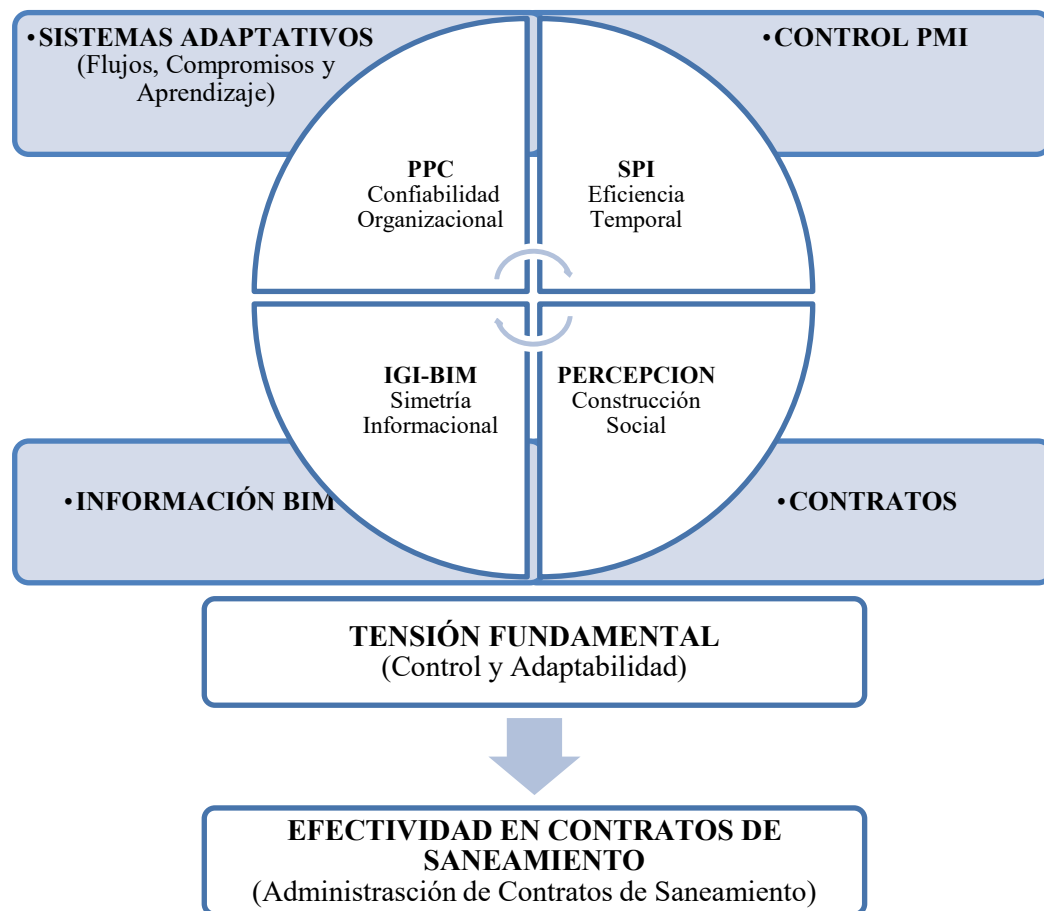 •SISTEMAS ADAPTATIVOS
(Flujos, Compromisos y
Aprendizaje)
•CONTROL PMI
PPC
Confiabilidad
Organizacional
SPI
Eficiencia
Temporal
IGI-BIM
Simetría
Informacional
PERCEPCION
Construcción
Social
•INFORMACIÓN BIM
•CONTRATOS
TENSIÓN FUNDAMENTAL
(Control y Adaptabilidad)
EFECTIVIDAD EN CONTRATOS DE
SANEAMIENTO
(Administrasción de Contratos de Saneamiento)